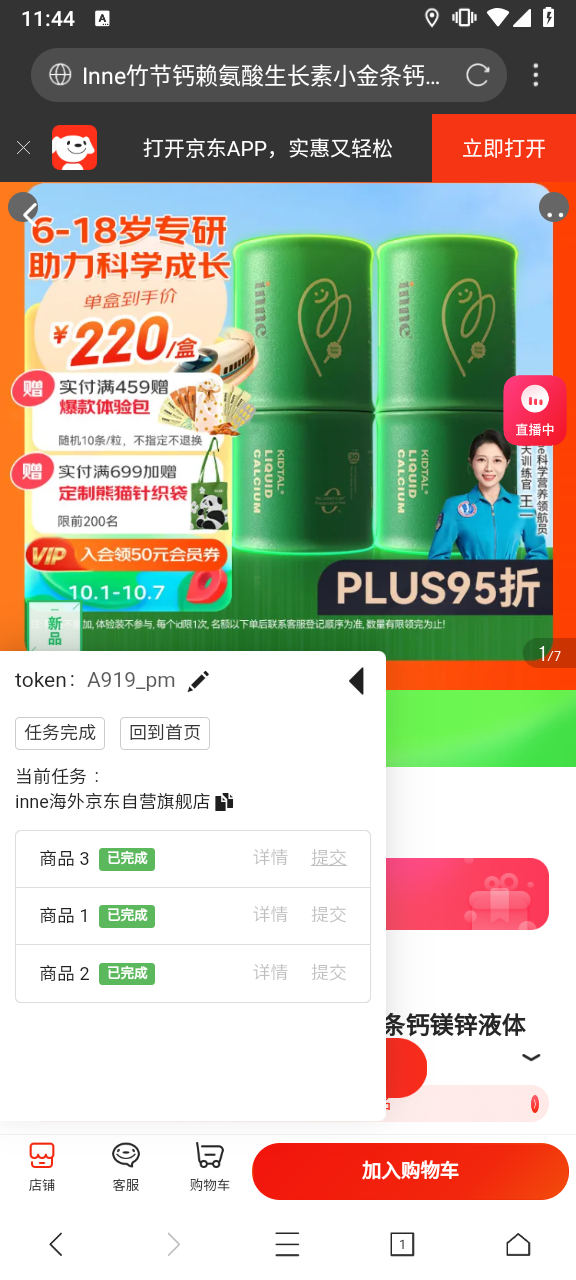 11:44
A
Inne竹节钙赖氨酸生长素小金条钙...
打开京东APP，实惠又轻松
立即打开
6-18岁专研
助力科学成长
单盒到手价
¥220/盒
赠
实付满459赠
爆款体验包
随机10条/粒，不指定不退换
赠
实付满699加赠
定制熊猫针织袋
限前200名
VIP 入会领50元会员券
10.1-10.7
inne
inne
KIDTAL+
LIQUID
CALCIUM
KIDTAL+
LIQUID
CALCIUM
直播中
科学营养领航员
天训练官 王一
PLUS95折
加,体验装不参与,每个id限1次,名额以下单后联系客服登记顺序为准,数量有限领完为止!
新品
1/7
token： A919_pm
任务完成
回到首页
当前任务：
inne海外京东自营旗舰店
商品 3 已完成 详情 提交
商品 1 已完成 详情 提交
商品 2 已完成 详情 提交
条钙镁锌液体
店铺
客服
购物车
加入购物车
1